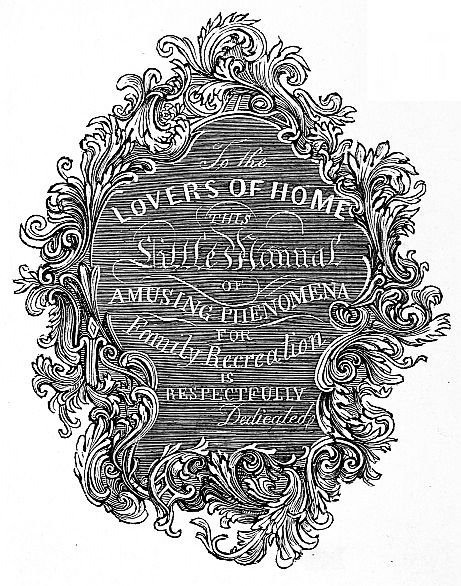 To the
LOVERS OF HOME
THIS
Little Manual
OF
AMUSING PHENOMENA
FOR
Family Recreation
IS
RESPECTFULLY
Dedicated